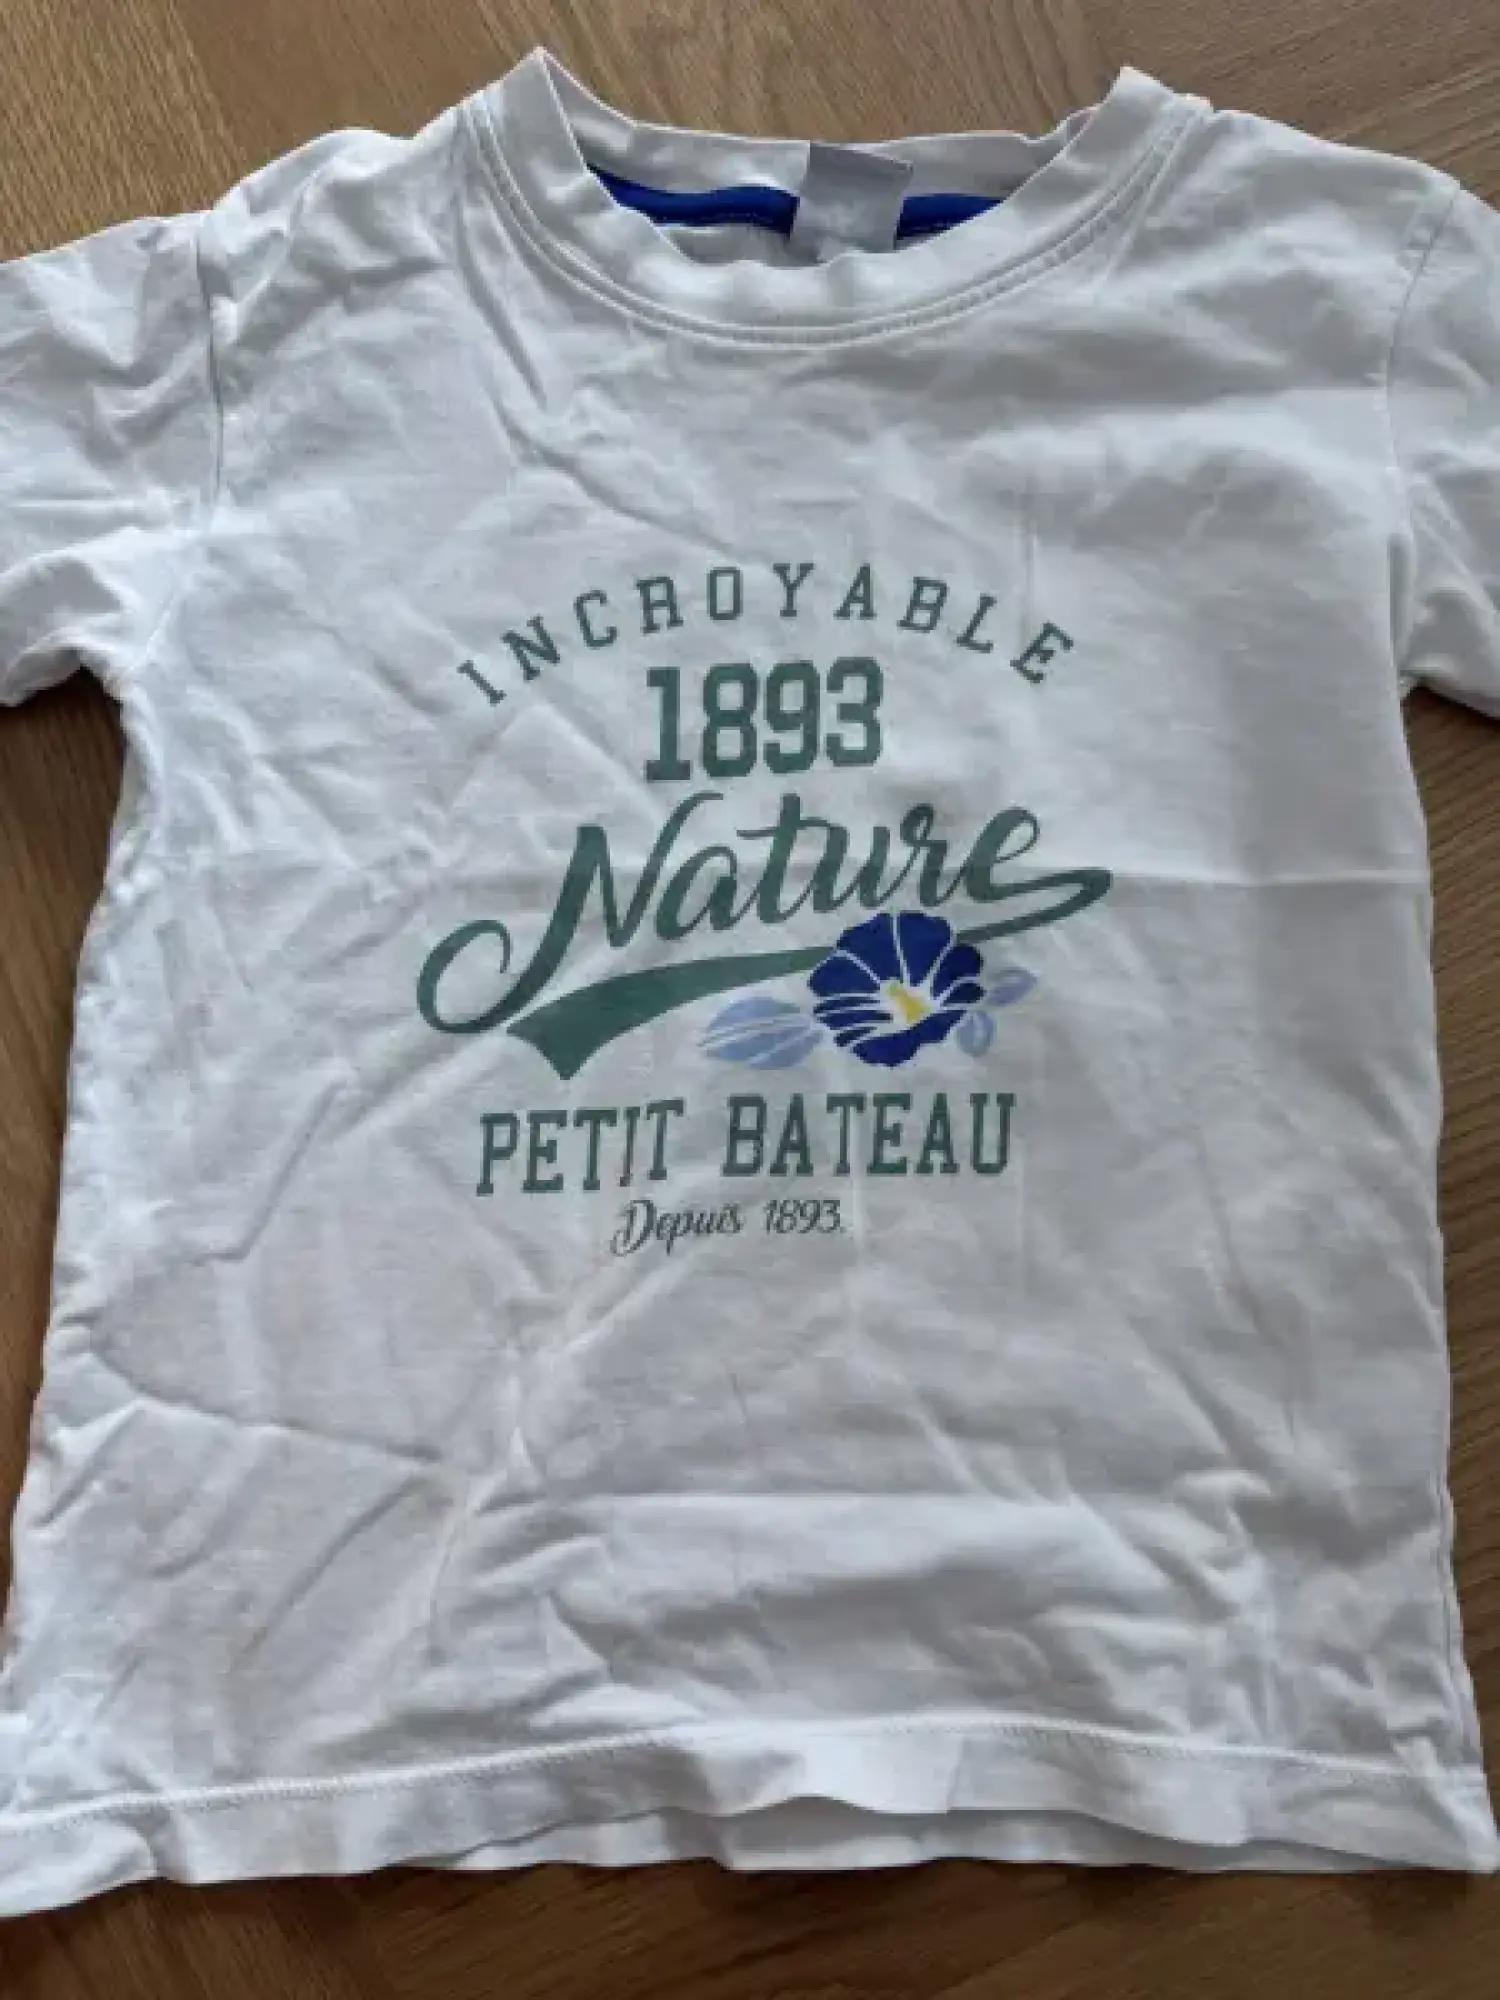 INCROYABLE
1893
Nature
PETIT BATEAU
Depuis 1893.